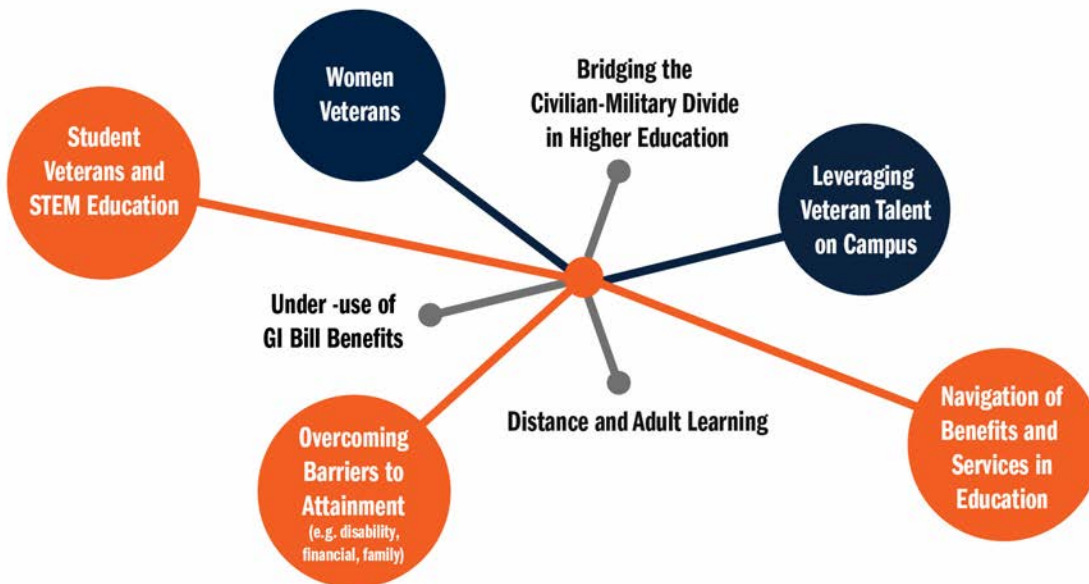 Women
Veterans
Bridging the
Civilian-Military Divide
in Higher Education
Student
Veterans and
STEM Education
Leveraging
Veteran Talent
on Campus
Under -use of
GI Bill Benefits
Overcoming
Barriers to
Attainment
(e.g. disability,
financial, family)
Distance and Adult Learning
Navigation of
Benefits and
Services in
Education